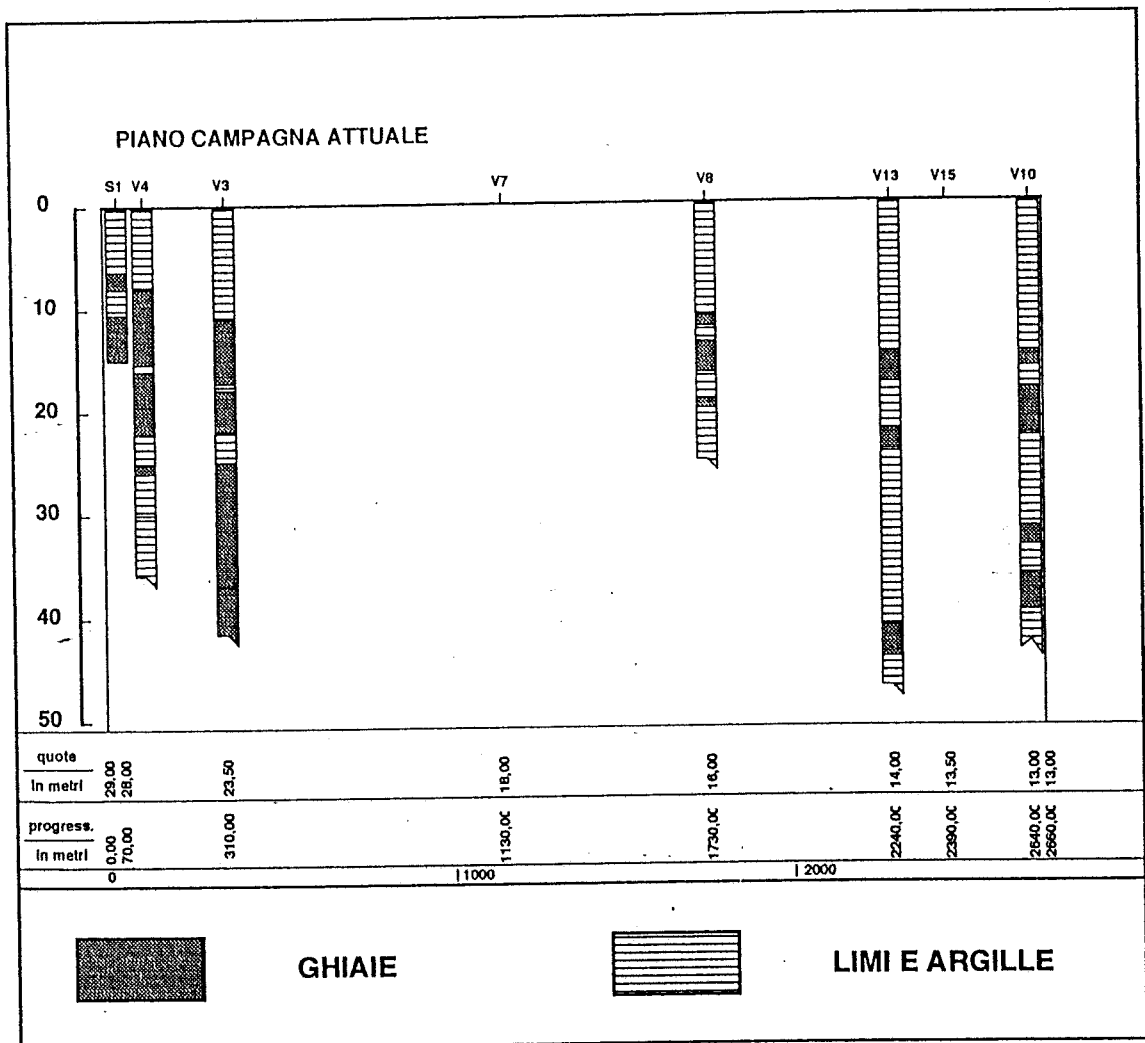 PIANO CAMPAGNA ATTUALE
S1 V4 V3 V7 V8 V13 V15 V10
0
10
20
30
40
50
quote
In metri
29.00 28,00 23,50 18,00 16,00 14,00 13,50 13,00 13,00
progress.
In metri
0,00 70,00 310,00 1130,00 1730,00 2240,00 2390,00 2640,00 2660,00
0 1000 2000
GHIAIE LIMI E ARGILLE